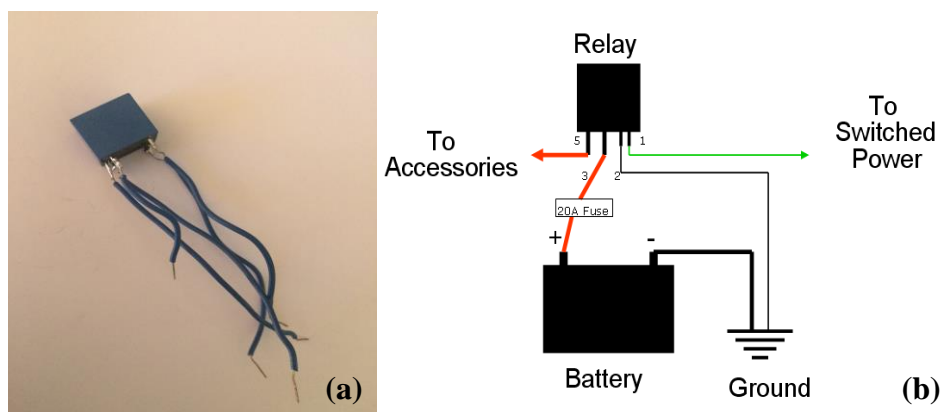 Relay
5
1
To
Accessories
To
Switched
Power
3
2
20A Fuse
+
-
Battery
Ground
(a)
(b)